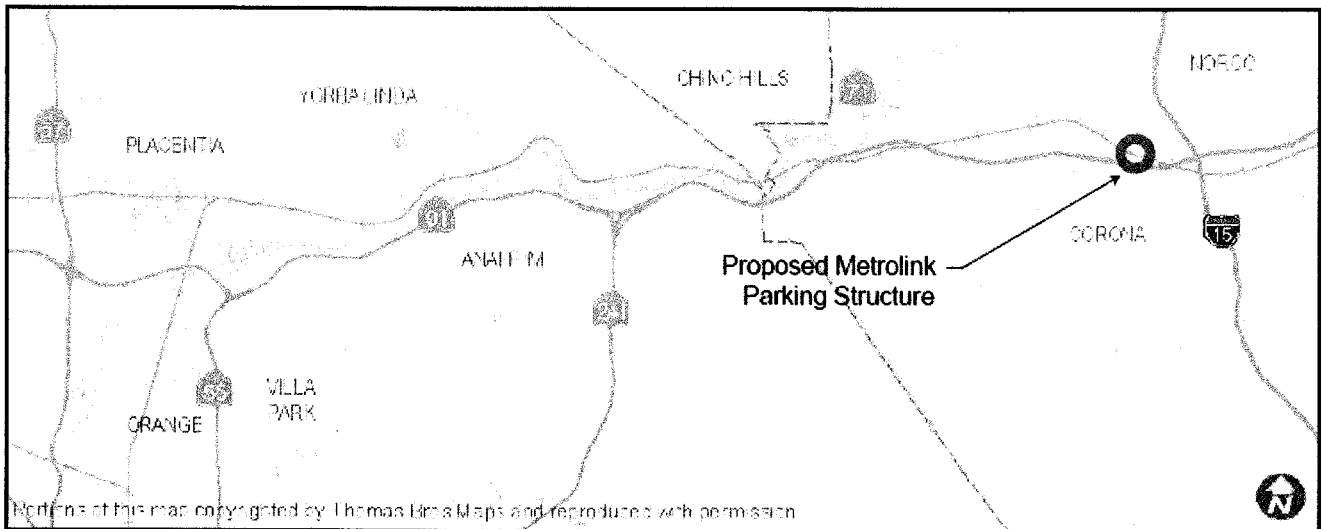 NORCO
CHINO HILLS
YORBA LINDA
71
57
PLACENTIA
91
15
CORONA
ANAHEIM
Proposed Metrolink
Parking Structure
241
55
VILLA
PARK
ORANGE
N
Portions of this map copyrighted by Thomas Bros Maps and reproduced with permission